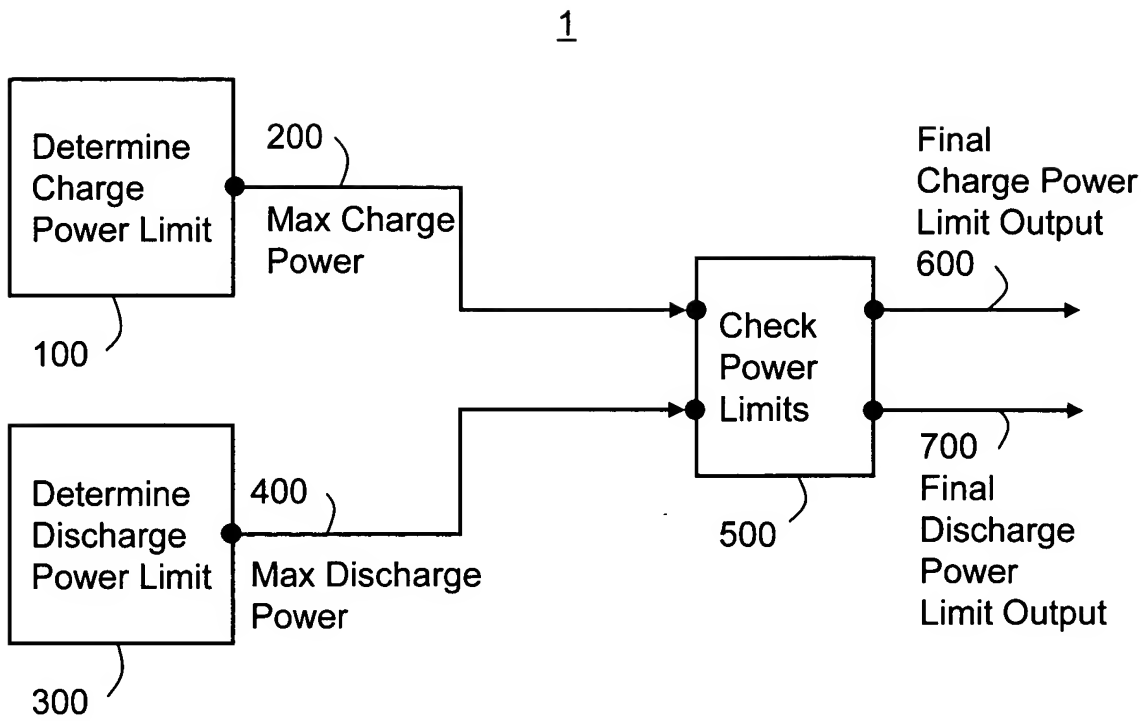 1
Determine
Charge
Power Limit
100
200
Max Charge
Power
Determine
Discharge
Power Limit
300
400
Max Discharge
Power
Check
Power
Limits
500
Final
Charge Power
Limit Output
600
700
Final
Discharge
Power
Limit Output